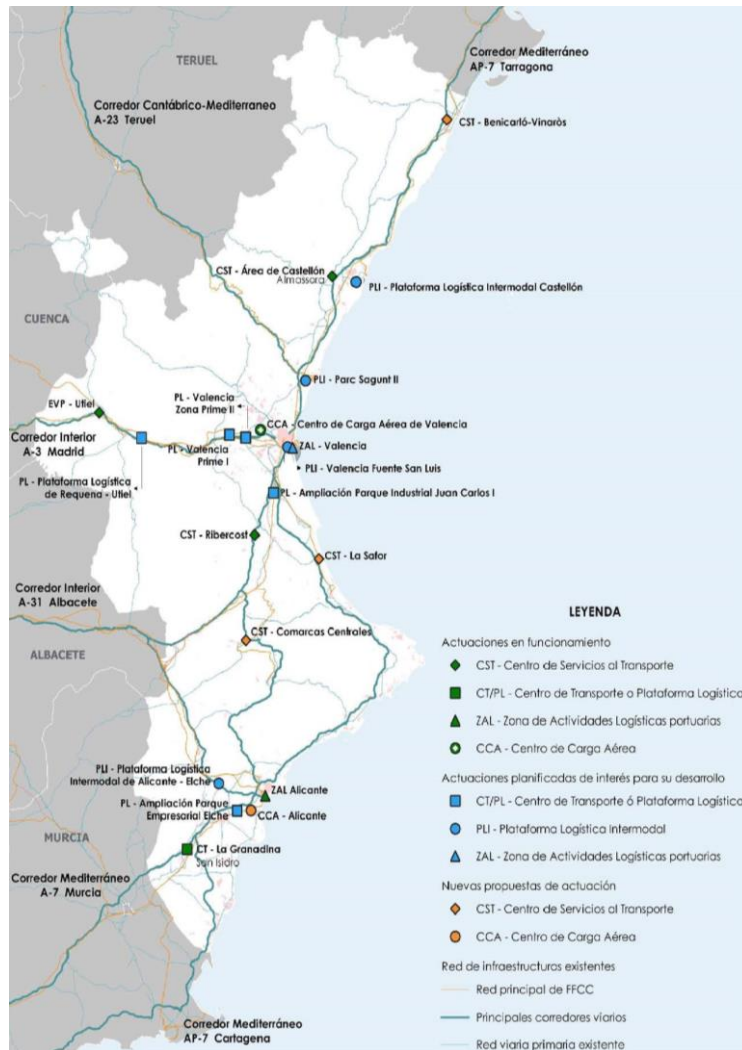 TERUEL
Corredor Mediterráneo
AP-7 Tarragona
Corredor Cantábrico-Mediterraneo
A-23 Teruel
CST - Benicarló-Vinaròs
CST - Área de Castellón
Almassora
PLI - Plataforma Logística Intermodal Castellón
CUENCA
PLI - Parc Sagunt II
PL - Valencia
Zona Prime II
EVP - Utiel
CCA - Centro de Carga Aérea de Valencia
Corredor Interior
A-3 Madrid
PL - Valencia
Prime I
ZAL - Valencia
PLI - Valencia Fuente San Luis
PL - Plataforma Logística
de Requena - Utiel
PL - Ampliación Parque Industrial Juan Carlos I
CST - Ribercost
CST - La Safor
Corredor Interior
A-31 Albacete
CST - Comarcas Centrales
ALBACETE
PLI - Plataforma Logística
Intermodal de Alicante - Elche
ZAL Alicante
PL - Ampliación Parque
Empresarial Elche
CCA - Alicante
MURCIA
CT - La Granadina
San Isidro
Corredor Mediterráneo
A-7 Murcia
Corredor Mediterráneo
AP-7 Cartagena
LEYENDA
Actuaciones en funcionamiento
CST - Centro de Servicios al Transporte
CT/PL - Centro de Transporte o Plataforma Logística
ZAL - Zona de Actividades Logísticas portuarias
CCA - Centro de Carga Aérea
Actuaciones planificadas de interés para su desarrollo
CT/PL - Centro de Transporte ó Plataforma Logística
PLI - Plataforma Logística Intermodal
ZAL - Zona de Actividades Logísticas portuarias
Nuevas propuestas de actuación
CST - Centro de Servicios al Transporte
CCA - Centro de Carga Aérea
Red de infraestructuras existentes
Red principal de FFCC
Principales corredores viarios
Red viaria primaria existente